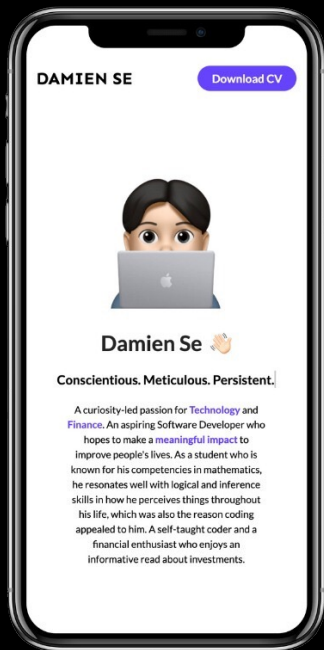 DAMIEN SE
Download CV
Damien Se 👋🏻
Conscientious. Meticulous. Persistent.
A curiosity-led passion for Technology and
Finance. An aspiring Software Developer who
hopes to make a meaningful impact to
improve people's lives. As a student who is
known for his competencies in mathematics,
he resonates well with logical and inference
skills in how he perceives things throughout
his life, which was also the reason coding
appealed to him. A self-taught coder and a
financial enthusiast who enjoys an
informative read about investments.